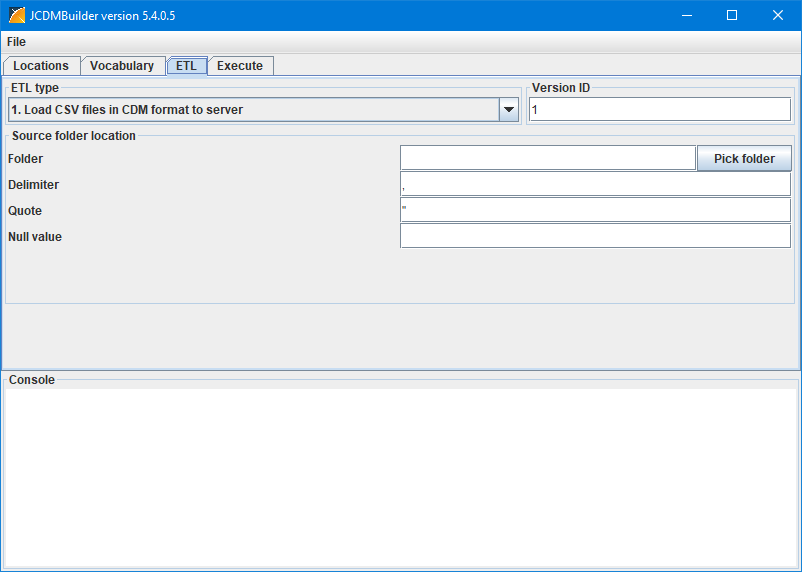 JCDMBuilder version 5.4.0.5
File
Locations Vocabulary ETL Execute
ETL type Version ID
1. Load CSV files in CDM format to server 1
Source folder location
Folder Pick folder
Delimiter ,
Quote "
Null value
Console